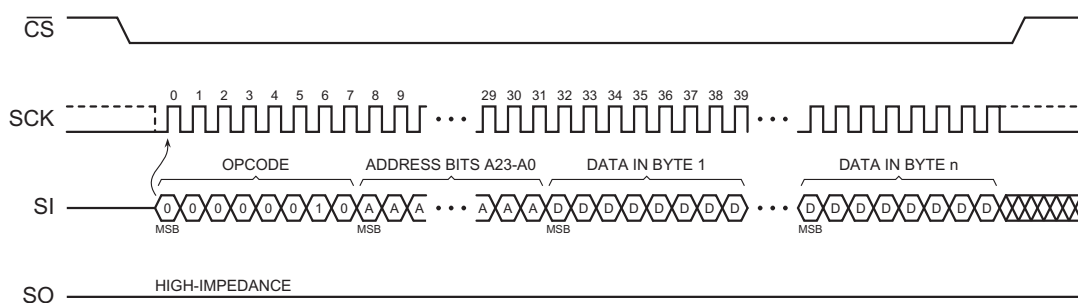 CS
0 1 2 3 4 5 6 7 8 9 29 30 31 32 33 34 35 36 37 38 39
SCK
OPCODE ADDRESS BITS A23-A0 DATA IN BYTE 1 DATA IN BYTE n
SI 0 0 0 0 0 0 1 0 A A A A A A D D D D D D D D D D D D D D D D
MSB MSB MSB MSB
HIGH-IMPEDANCE
SO